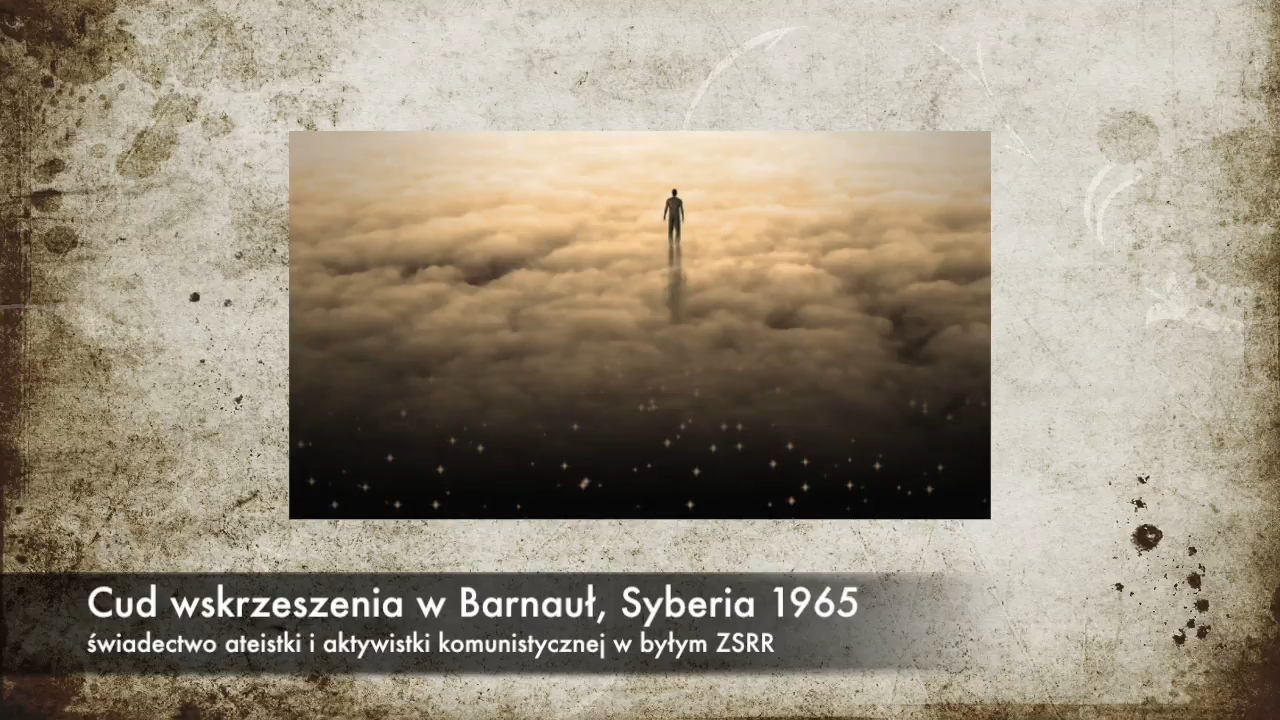 Cud wskrzeszenia w Barnauł, Syberia 1965
świadectwo ateistki i aktywistki komunistycznej w byłym ZSRR